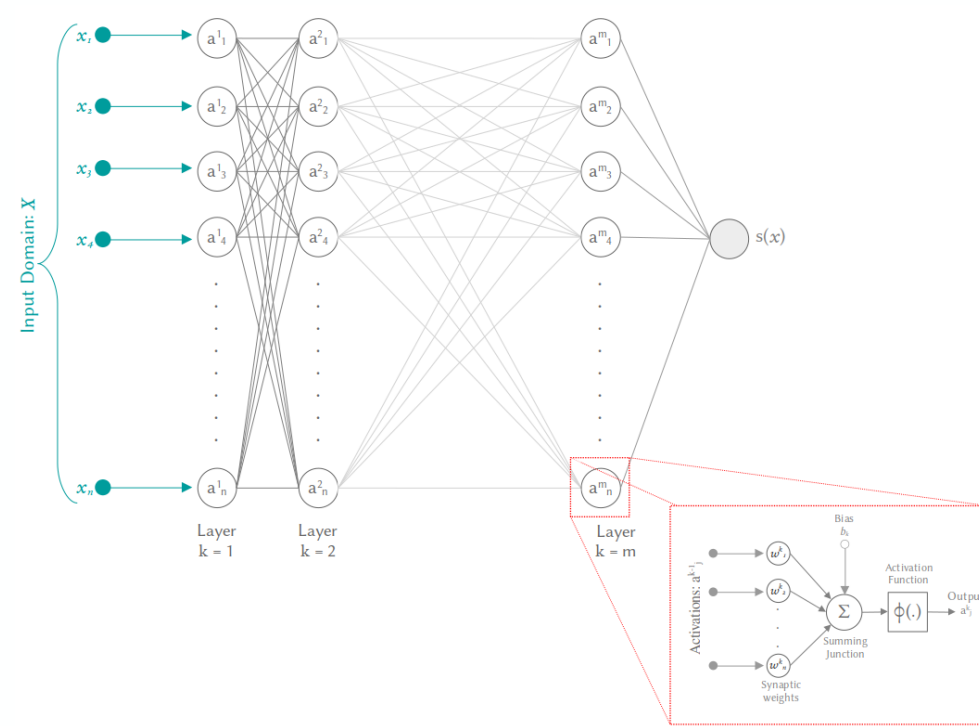 Input Domain: X
x₁
x₂
x₃
x₄
xₙ
a¹₁
a¹₂
a¹₃
a¹₄
a¹ₙ
a²₁
a²₂
a²₃
a²₄
a²ₙ
aᵐ₁
aᵐ₂
aᵐ₃
aᵐ₄
aᵐₙ
s(x)
Layer
k = 1
Layer
k = 2
Layer
k = m
Activations: aᵏ⁻¹ⱼ
wᵏ₁
wᵏ₂
wᵏₙ
Synaptic
weights
Bias
bₖ
Σ
Summing
Junction
Activation
Function
ϕ(.)
Output
aᵏⱼ